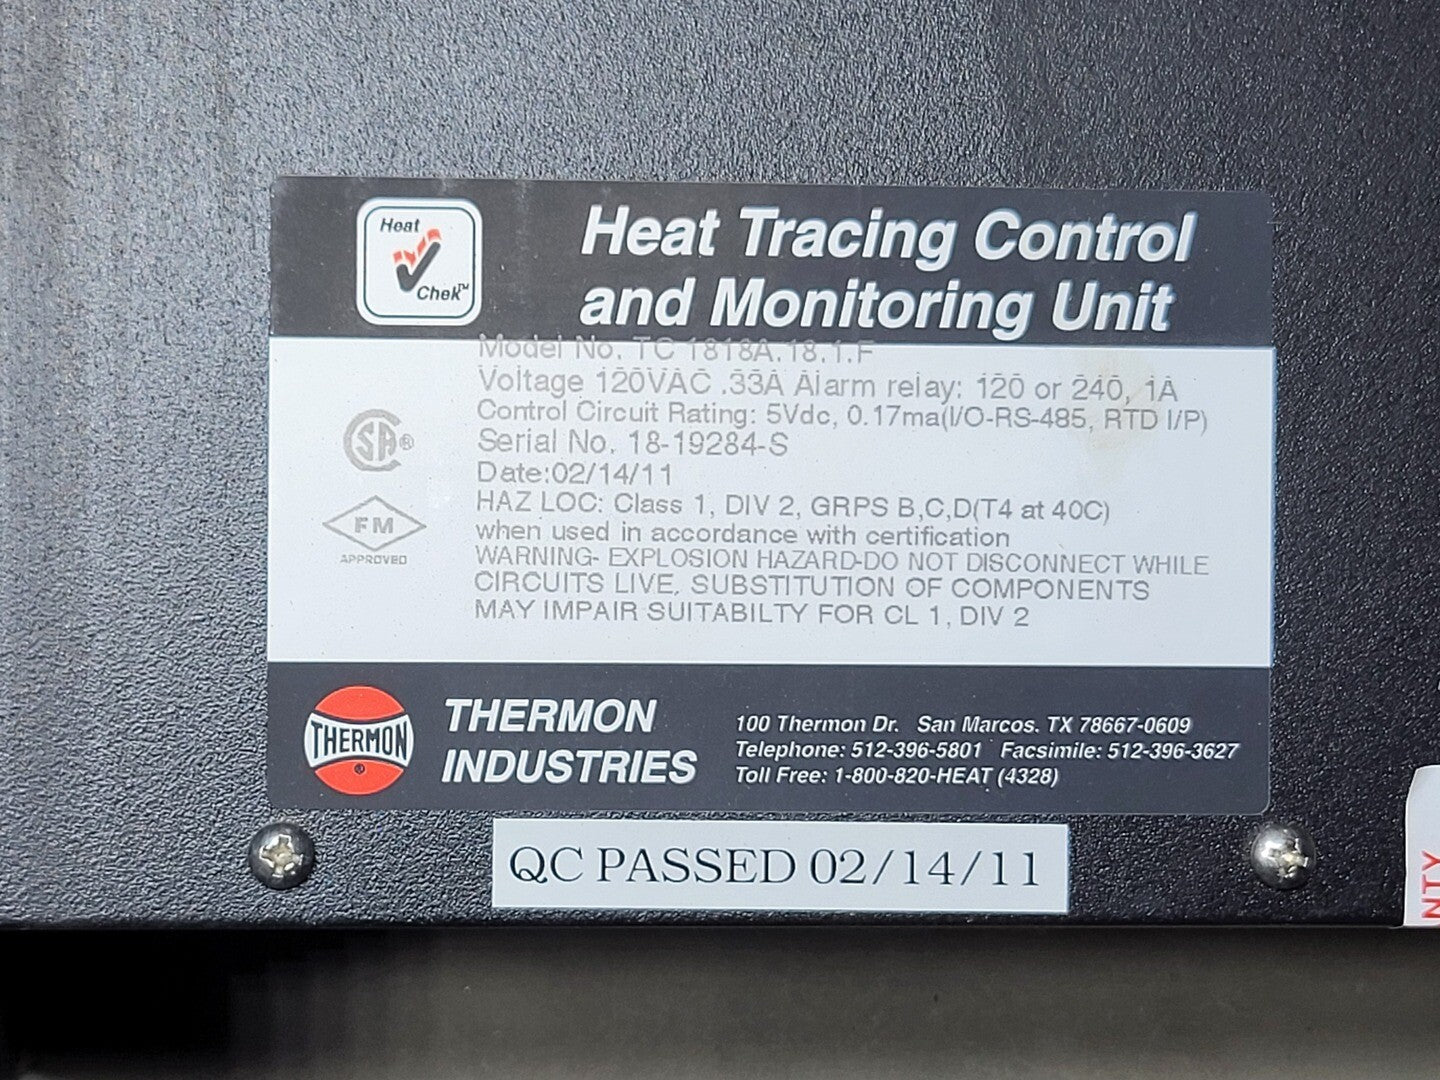 Heat
Chek™
Heat Tracing Control
and Monitoring Unit
Model No. TC 1818A.18.1.F
Voltage 120VAC .33A Alarm relay: 120 or 240, 1A
Control Circuit Rating: 5Vdc, 0.17ma(I/O-RS-485, RTD I/P)
Serial No. 18-19284-S
Date:02/14/11
HAZ LOC: Class 1, DIV 2, GRPS B,C,D(T4 at 40C)
when used in accordance with certification
WARNING- EXPLOSION HAZARD-DO NOT DISCONNECT WHILE
CIRCUITS LIVE. SUBSTITUTION OF COMPONENTS
MAY IMPAIR SUITABILTY FOR CL 1, DIV 2
SA®
FM
APPROVED
THERMON
®
THERMON
INDUSTRIES
100 Thermon Dr. San Marcos. TX 78667-0609
Telephone: 512-396-5801 Facsimile: 512-396-3627
Toll Free: 1-800-820-HEAT (4328)
QC PASSED 02/14/11
NTY